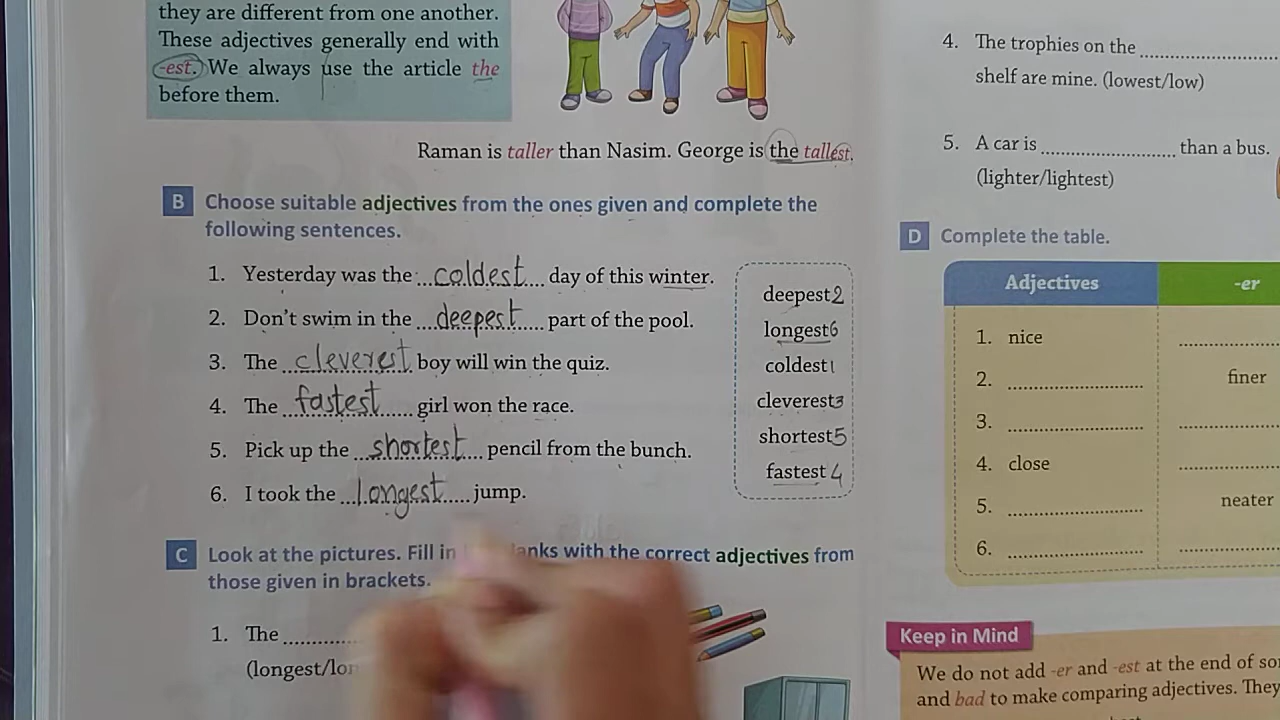 they are different from one another.
These adjectives generally end with
-est. We always use the article the
before them.
Raman is taller than Nasim. George is the tallest.
B Choose suitable adjectives from the ones given and complete the
following sentences.
1. Yesterday was the coldest day of this winter.
2. Don't swim in the deepest part of the pool.
3. The cleverest boy will win the quiz.
4. The fastest girl won the race.
5. Pick up the shortest pencil from the bunch.
6. I took the longest jump.
deepest 2
longest 6
coldest 1
cleverest 3
shortest 5
fastest 4
C Look at the pictures. Fill in with the correct adjectives from
those given in brackets.
1. The
(longest/
4. The trophies on the
shelf are mine. (lowest/low)
5. A car is than a bus.
(lighter/lightest)
D Complete the table.
Adjectives -er
1. nice
2. finer
3.
4. close
5. neater
6.
Keep in Mind
We do not add -er and -est at the end of
and bad to make comparing adjectives. They